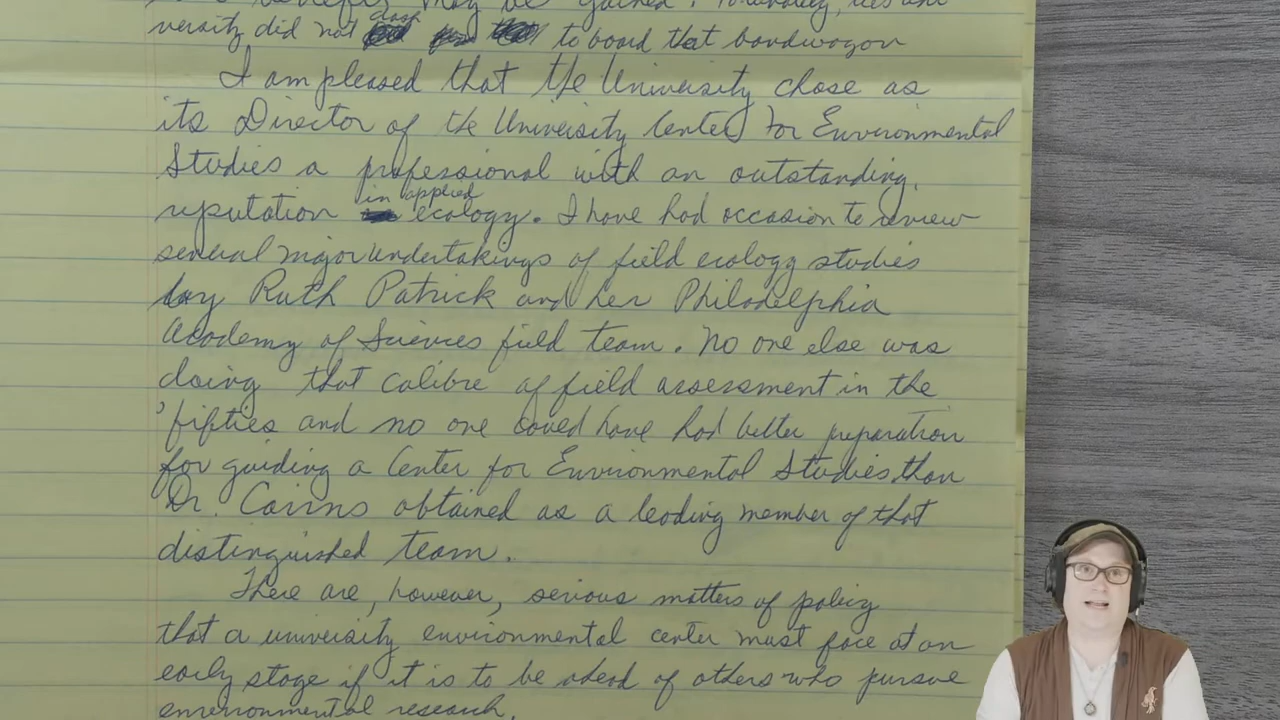 may be gained.
versity did not dash to board that bandwagon
I am pleased that the University chose as
its Director of the University Center for Environmental
Studies a professional with an outstanding
reputation in applied ecology. I have had occasion to review
several major undertakings of field ecology studies
by Ruth Patrick and her Philadelphia
Academy of Sciences field team. No one else was
doing that calibre of field assessment in the
'fifties and no one could have had better preparation
for guiding a Center for Environmental Studies than
Dr. Cairns obtained as a leading member of that
distinguished team.
There are, however, serious matters of policy
that a university environmental center must face at an
early stage if it is to be ahead of others who pursue
environmental research.